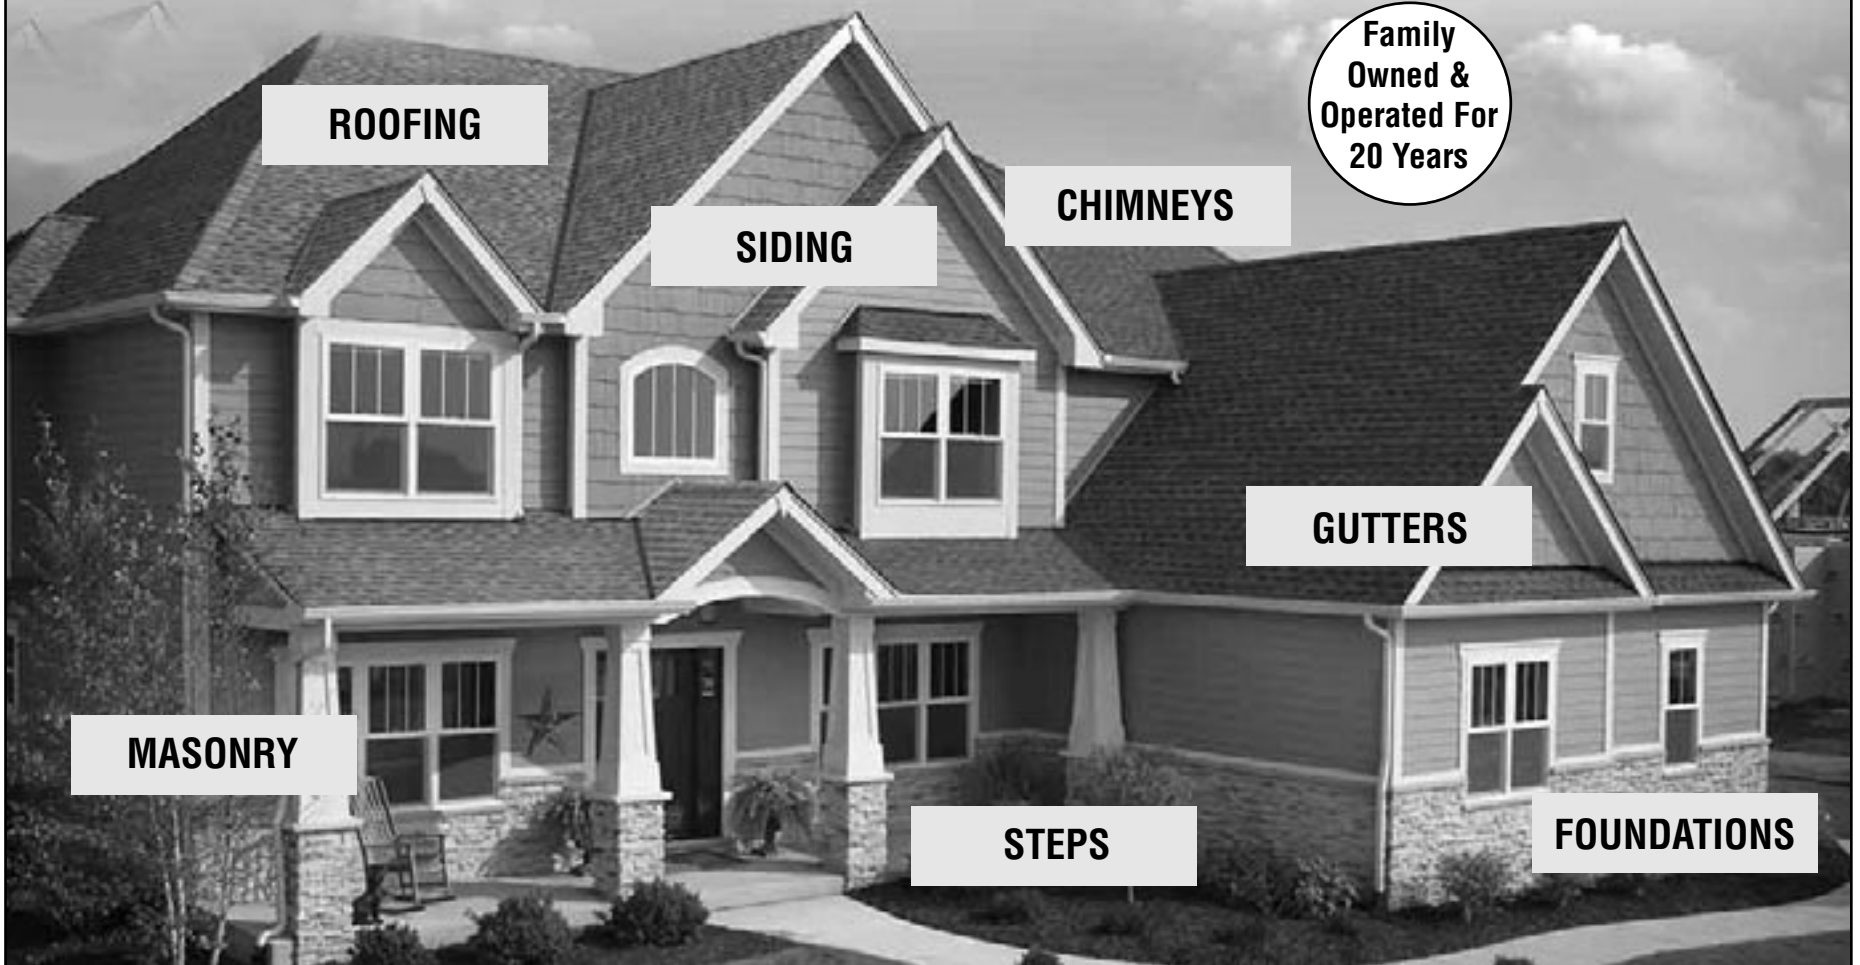 Family
Owned &
Operated For
20 Years
ROOFING
CHIMNEYS
SIDING
GUTTERS
MASONRY
STEPS
FOUNDATIONS